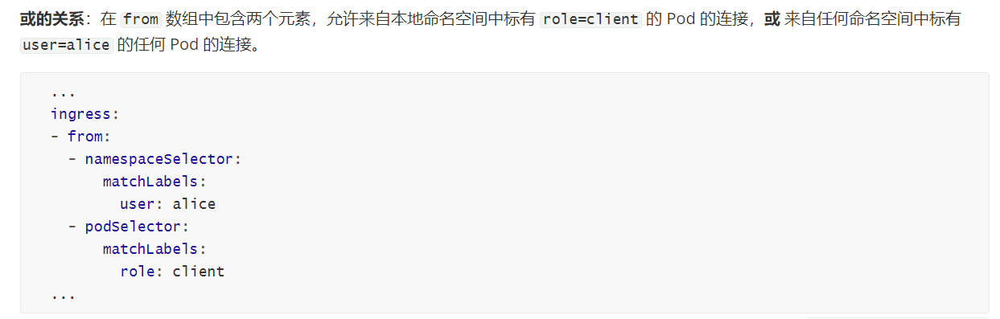 或的关系：在 from 数组中包含两个元素，允许来自本地命名空间中标有 role=client 的 Pod 的连接，或 来自任何命名空间中标有
user=alice 的任何 Pod 的连接。
...
ingress:
- from:
  - namespaceSelector:
      matchLabels:
        user: alice
  - podSelector:
      matchLabels:
        role: client
...